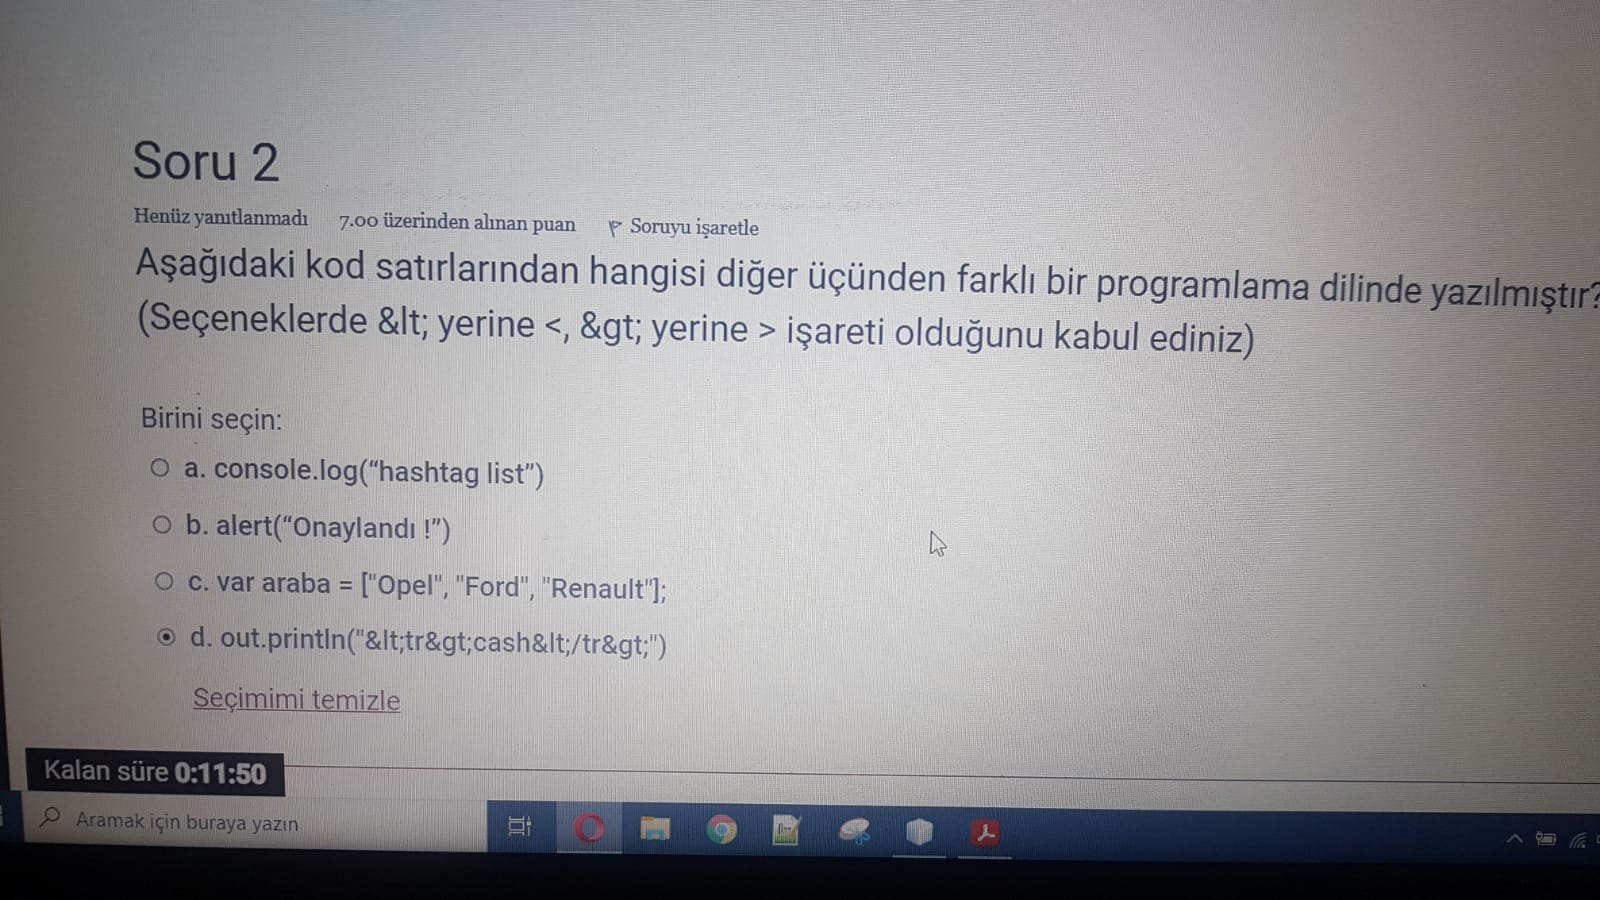 Soru 2
Henüz yanıtlanmadı 7.00 üzerinden alınan puan Soruyu işaretle
Aşağıdaki kod satırlarından hangisi diğer üçünden farklı bir programlama dilinde yazılmıştır?
(Seçeneklerde &lt; yerine <, &gt; yerine > işareti olduğunu kabul ediniz)
Birini seçin:
a. console.log(“hashtag list”)
b. alert(“Onaylandı !”)
c. var araba = ["Opel", "Ford", "Renault"];
d. out.println("&lt;tr&gt;cash&lt;/tr&gt;")
Seçimimi temizle
Kalan süre 0:11:50
Aramak için buraya yazın